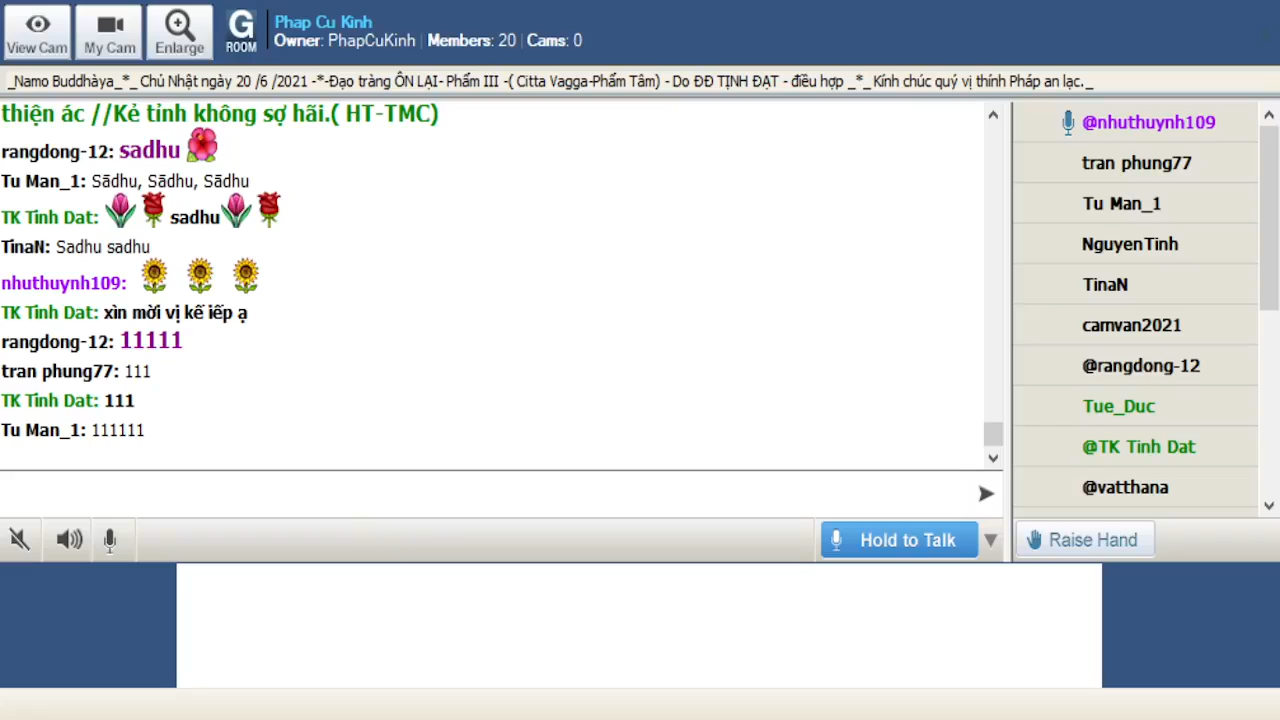 View Cam
My Cam
Enlarge
G
ROOM
Phap Cu Kinh
Owner: PhapCuKinh | Members: 20 | Cams: 0
_Namo Buddhàya_*_ Chủ Nhật ngày 20 /6 /2021 -*-Đạo tràng ÔN LẠI- Phẩm III -( Citta Vagga-Phẩm Tâm) - Do ĐĐ TỊNH ĐẠT - điều hợp _*_ Kính chúc quý vị thính Pháp an lạc._
thiện ác //Kẻ tỉnh không sợ hãi.( HT-TMC)
rangdong-12: sadhu
Tu Man_1: Sādhu, Sādhu, Sādhu
TK Tinh Dat: sadhu
TinaN: Sadhu sadhu
nhuthuynh109:
TK Tinh Dat: xìn mời vị kế iếp ạ
rangdong-12: 11111
tran phung77: 111
TK Tinh Dat: 111
Tu Man_1: 111111
@nhuthuynh109
tran phung77
Tu Man_1
NguyenTinh
TinaN
camvan2021
@rangdong-12
Tue_Duc
@TK Tinh Dat
@vatthana
Hold to Talk
Raise Hand